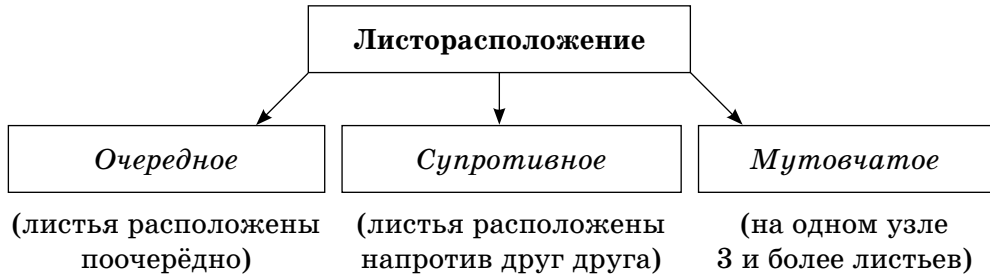 Листорасположение
Очередное
Супротивное
Мутовчатое
(листья расположены
поочерёдно)
(листья расположены
напротив друг друга)
(на одном узле
3 и более листьев)